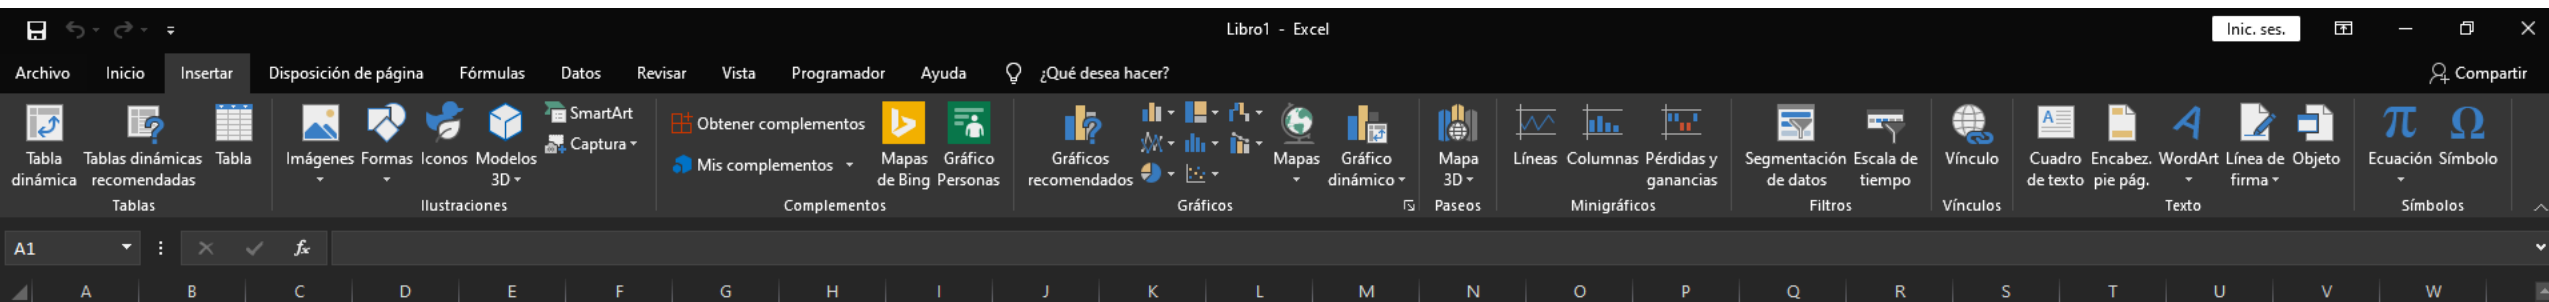 Libro1 - Excel
Inic. ses.
Archivo Inicio Insertar Disposición de página Fórmulas Datos Revisar Vista Programador Ayuda ¿Qué desea hacer? Compartir
Tabla dinámica
Tablas dinámicas recomendadas
Tabla
Tablas
Imágenes
Formas
Iconos
Modelos 3D
SmartArt
Captura
Ilustraciones
Obtener complementos
Mis complementos
Mapas de Bing
Gráfico Personas
Complementos
Gráficos recomendados
Mapas
Gráfico dinámico
Gráficos
Mapa 3D
Paseos
Líneas
Columnas
Pérdidas y ganancias
Minigráficos
Segmentación de datos
Escala de tiempo
Filtros
Vínculo
Vínculos
Cuadro de texto
Encabez. pie pág.
WordArt
Línea de firma
Objeto
Texto
π
Ecuación
Ω
Símbolo
Símbolos
A1 fx
A B C D E F G H I J K L M N O P Q R S T U V W